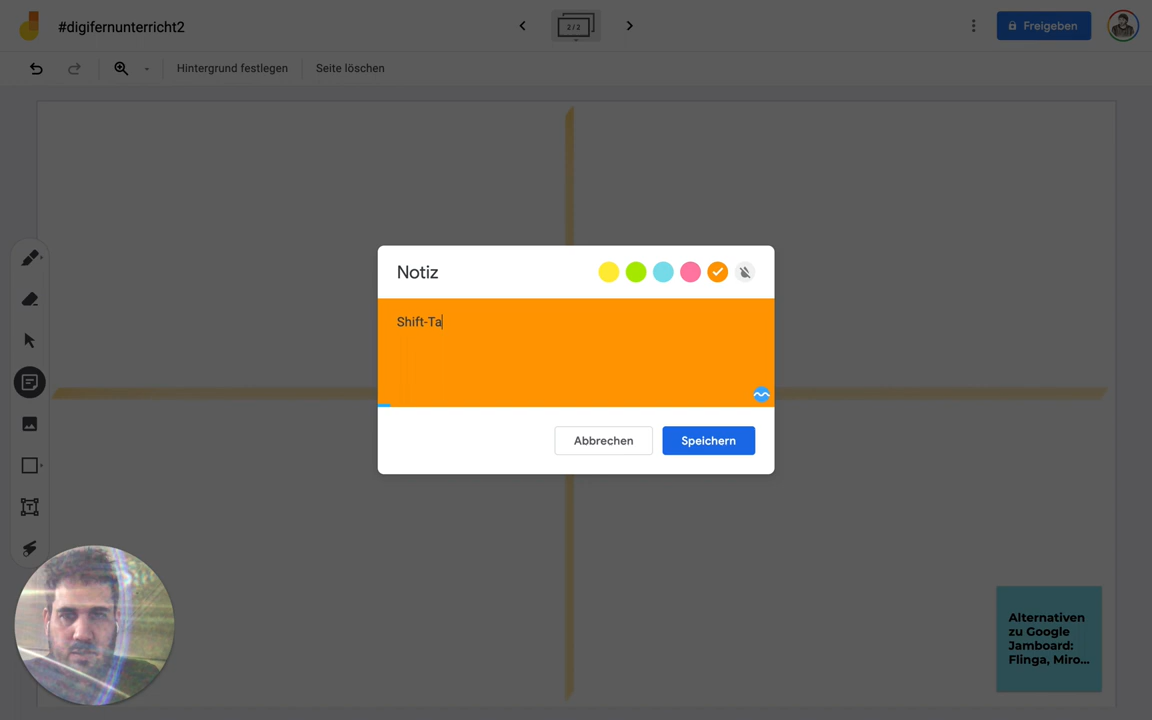 #digifernunterricht2
2/2
Freigeben
Hintergrund festlegen
Seite löschen
Notiz
Shift-Ta
Abbrechen
Speichern
Alternativen
zu Google
Jamboard:
Flinga, Miro...